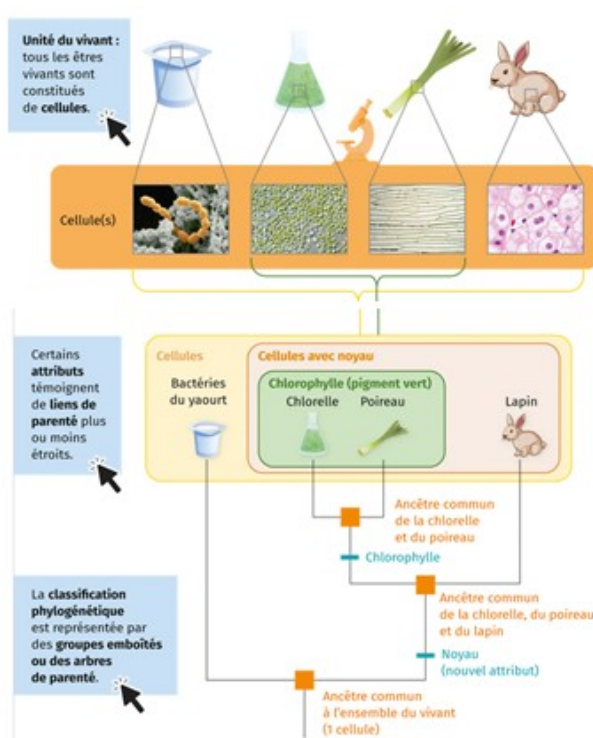 Unité du vivant :
tous les êtres
vivants sont
constitués
de cellules.
Cellule(s)
Certains
attributs
témoignent
de liens de
parenté plus
ou moins
étroits.
Cellules
Cellules avec noyau
Bactéries
du yaourt
Chlorophylle (pigment vert)
Chlorelle
Poireau
Lapin
Ancêtre commun
de la chlorelle
et du poireau
Chlorophylle
La classification
phylogénétique
est représentée par
des groupes emboîtés
ou des arbres
de parenté.
Ancêtre commun
de la chlorelle, du poireau
et du lapin
Noyau
(nouvel attribut)
Ancêtre commun
à l'ensemble du vivant
(1 cellule)